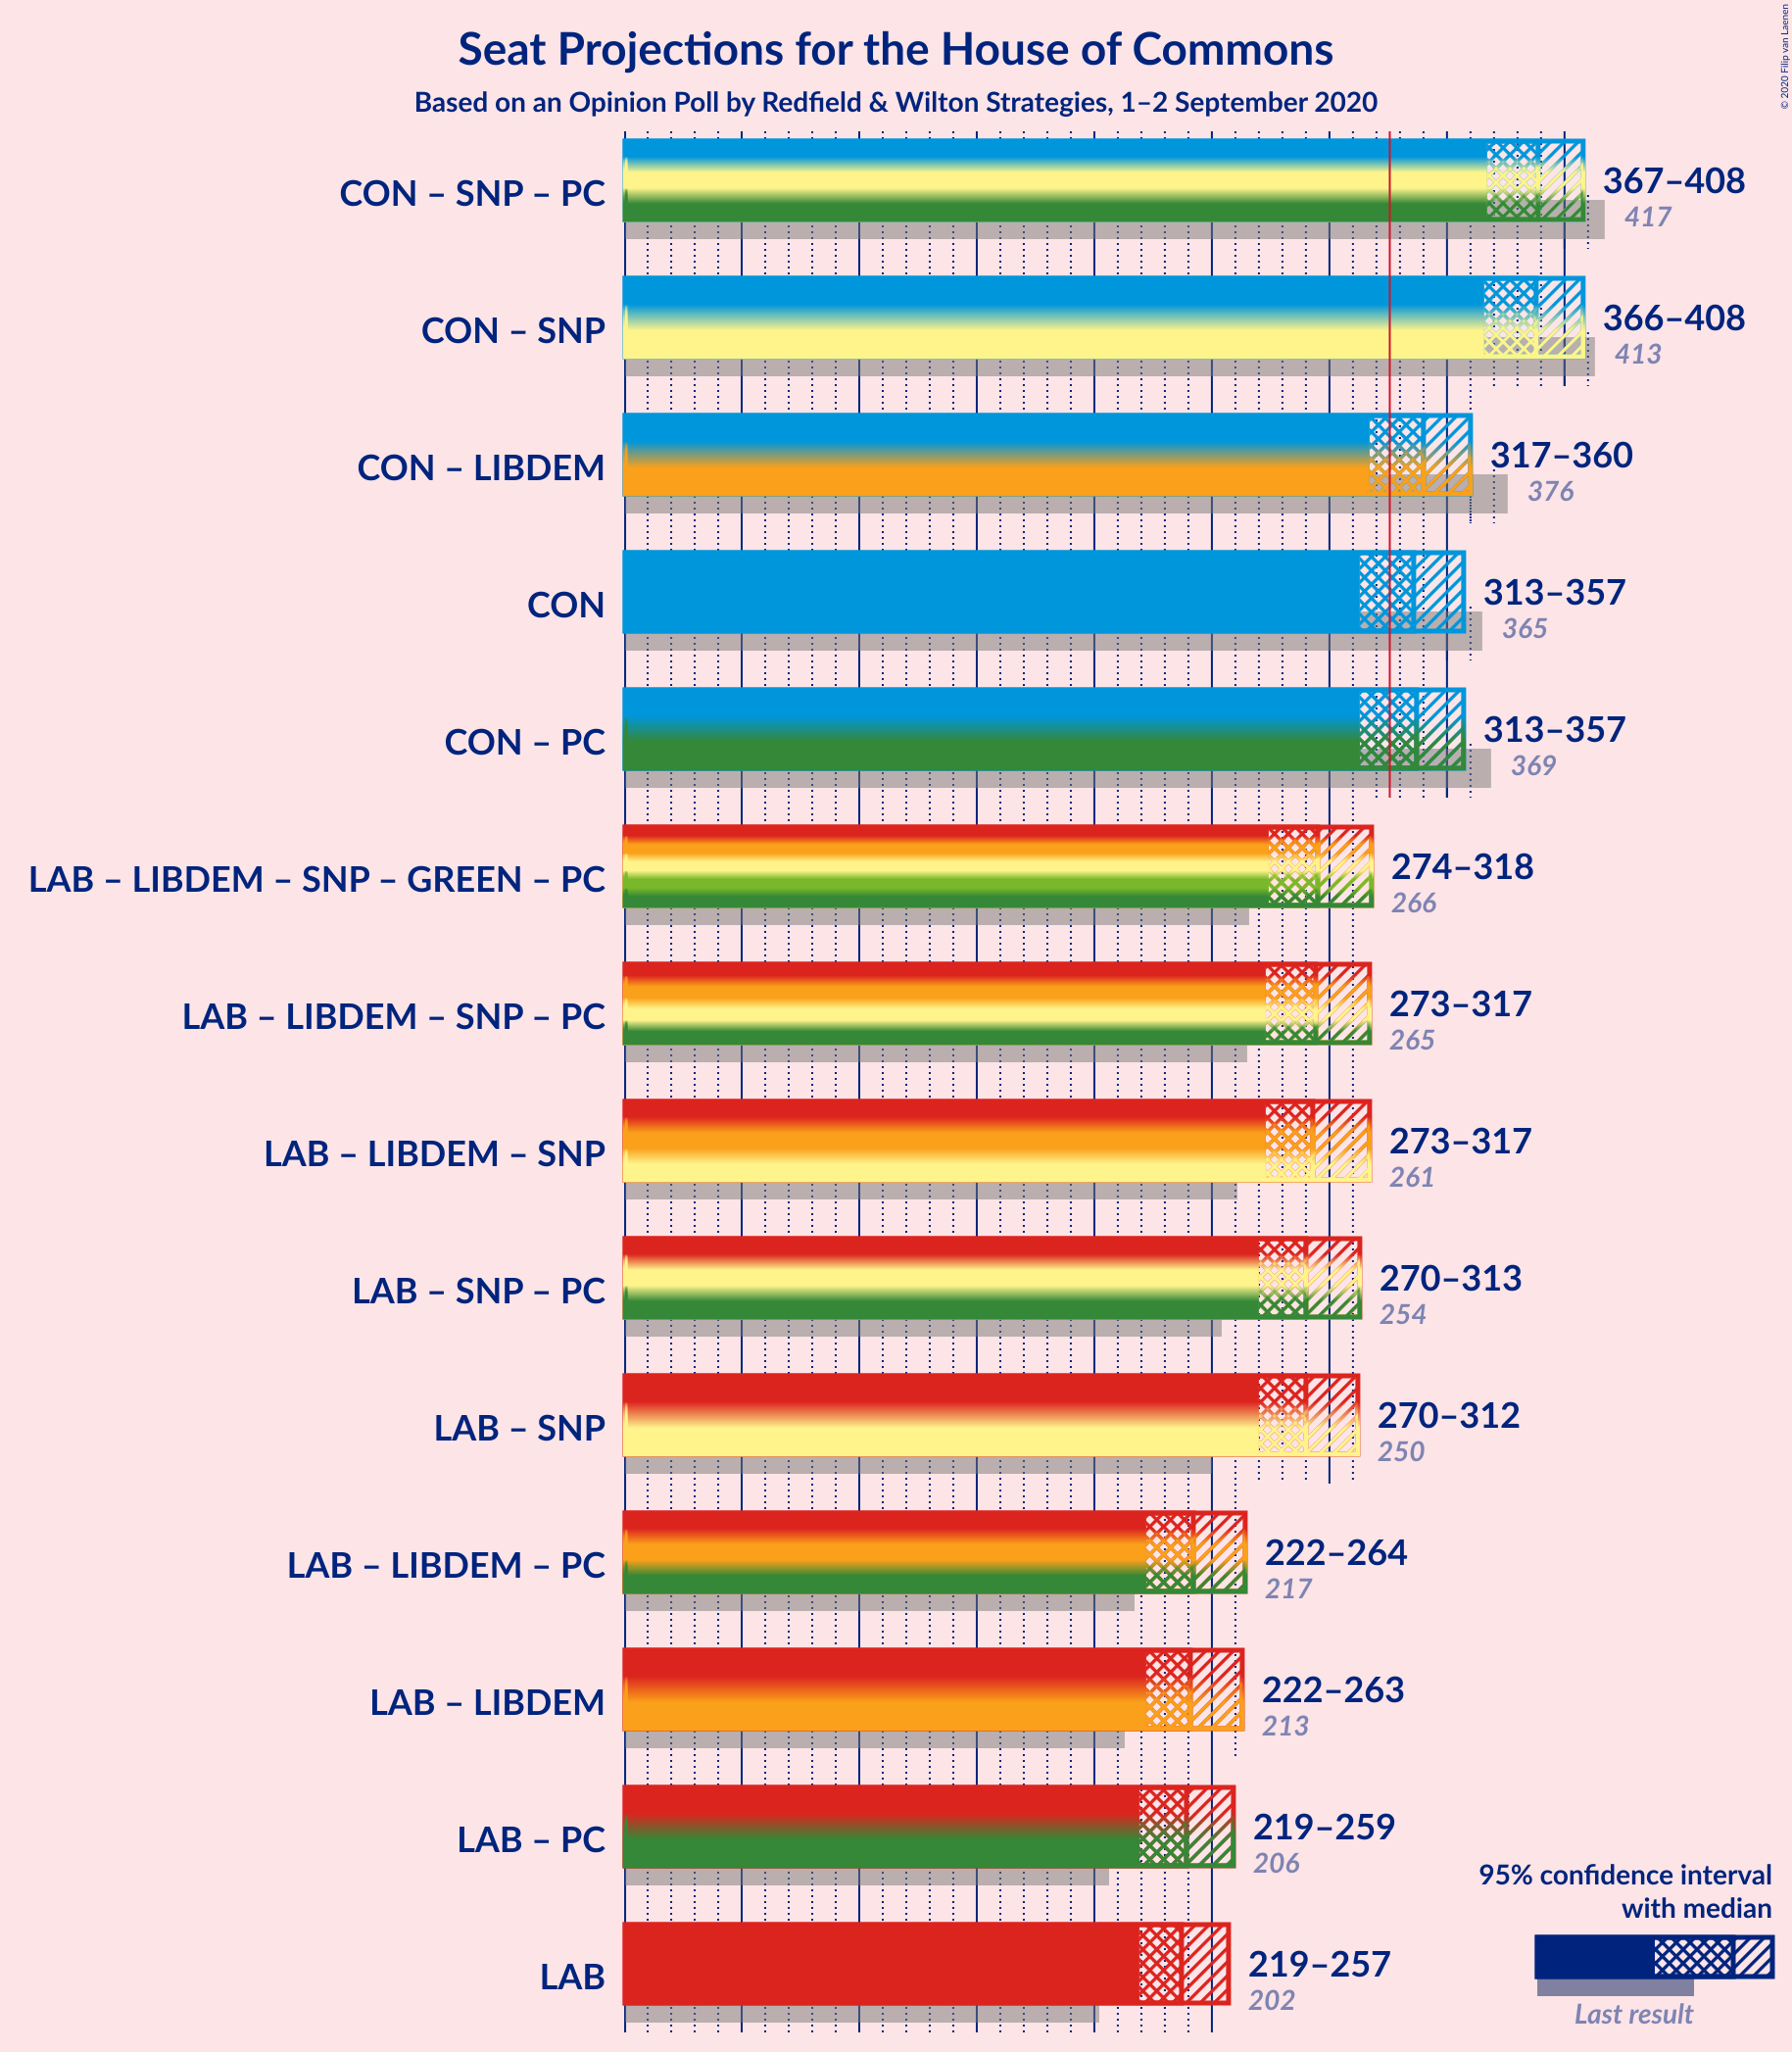 Seat Projections for the House of Commons
Based on an Opinion Poll by Redfield & Wilton Strategies, 1–2 September 2020
© 2020 Filip van Laenen
CON – SNP – PC
367–408
417
CON – SNP
366–408
413
CON – LIBDEM
317–360
376
CON
313–357
365
CON – PC
313–357
369
LAB – LIBDEM – SNP – GREEN – PC
274–318
266
LAB – LIBDEM – SNP – PC
273–317
265
LAB – LIBDEM – SNP
273–317
261
LAB – SNP – PC
270–313
254
LAB – SNP
270–312
250
LAB – LIBDEM – PC
222–264
217
LAB – LIBDEM
222–263
213
LAB – PC
219–259
206
LAB
219–257
202
95% confidence interval
with median
Last result